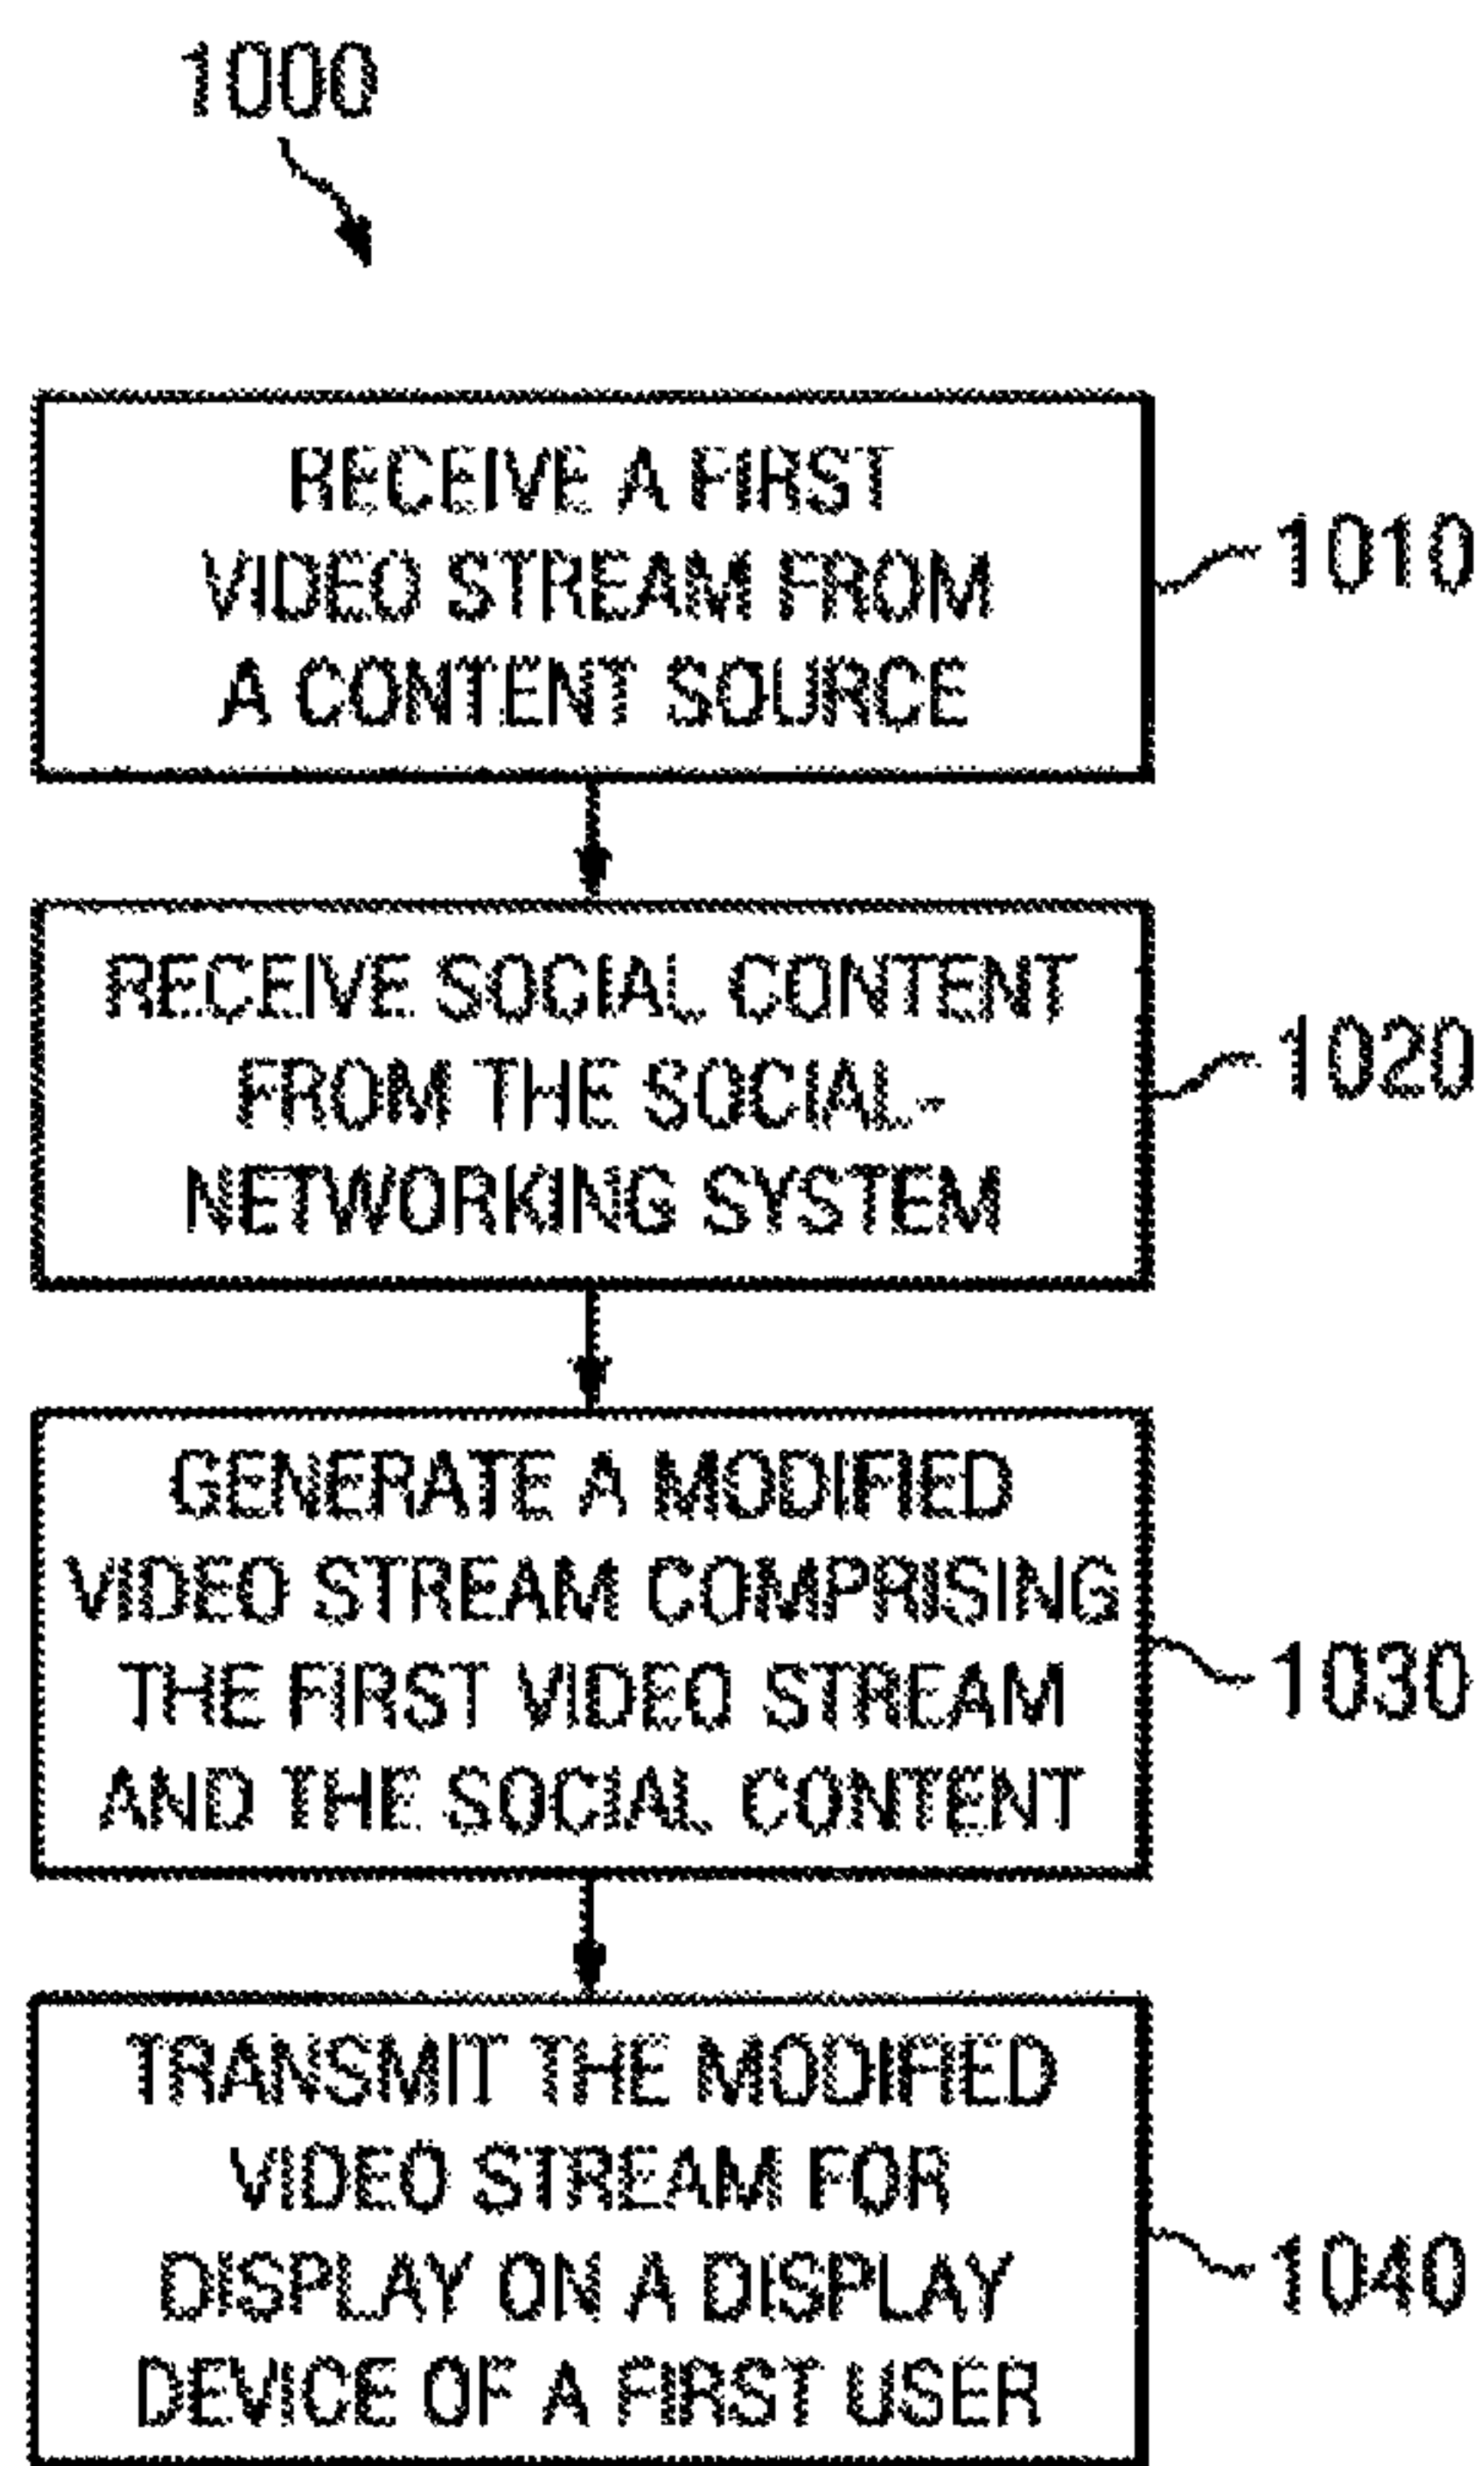 1000
RECEIVE A FIRST
VIDEO STREAM FROM
A CONTENT SOURCE
1010
RECEIVE SOCIAL CONTENT
FROM THE SOCIAL-
NETWORKING SYSTEM
1020
GENERATE A MODIFIED
VIDEO STREAM COMPRISING
THE FIRST VIDEO STREAM
AND THE SOCIAL CONTENT
1030
TRANSMIT THE MODIFIED
VIDEO STREAM FOR
DISPLAY ON A DISPLAY
DEVICE OF A FIRST USER
1040